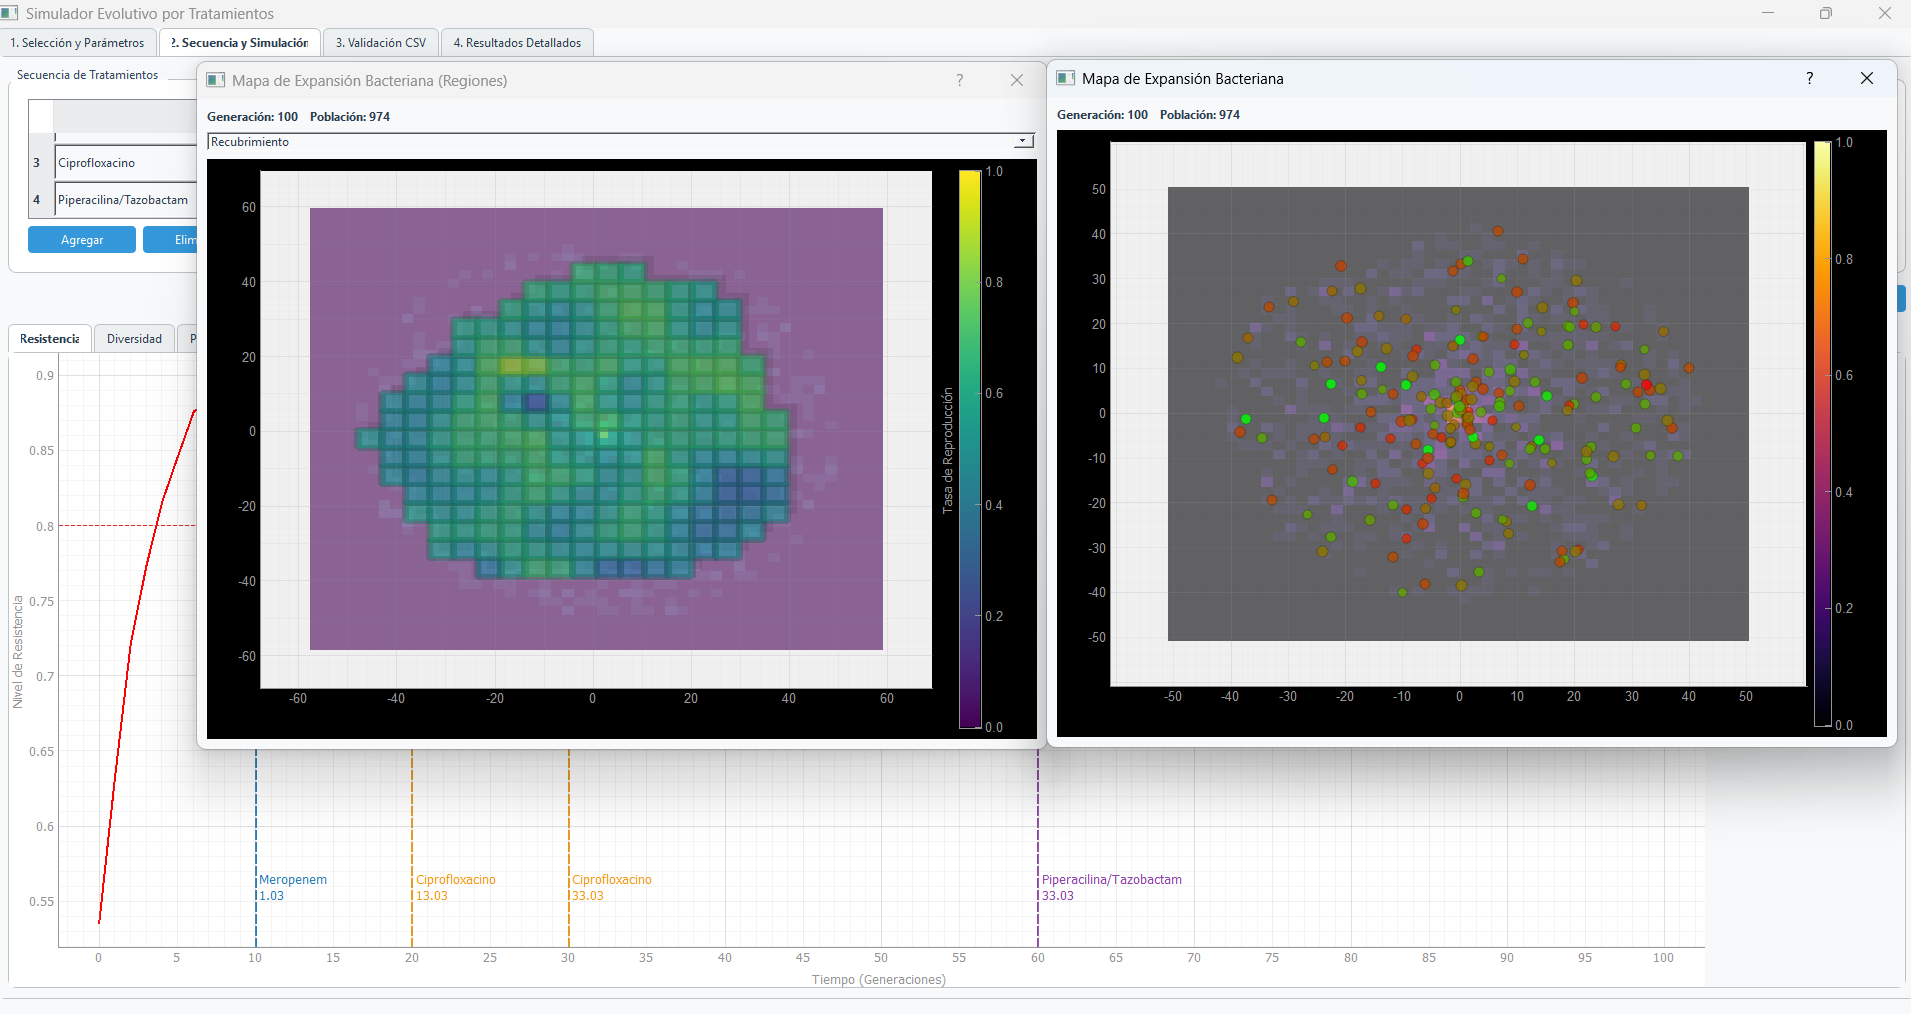 Simulador Evolutivo por Tratamientos
1. Selección y Parámetros
2. Secuencia y Simulación
3. Validación CSV
4. Resultados Detallados
Secuencia de Tratamientos
3 Ciprofloxacino
4 Piperacilina/Tazobactam
Agregar
Elim
Resistencia
Diversidad
P
Mapa de Expansión Bacteriana (Regiones)
?
Generación: 100 Población: 974
Recubrimiento
60
40
20
0
-20
-40
-60
-60 -40 -20 0 20 40 60
Tasa de Reproducción
1.0
0.8
0.6
0.4
0.2
0.0
Mapa de Expansión Bacteriana
?
Generación: 100 Población: 974
50
40
30
20
10
0
-10
-20
-30
-40
-50
-50 -40 -30 -20 -10 0 10 20 30 40 50
1.0
0.8
0.6
0.4
0.2
0.0
Nivel de Resistencia
0.9
0.85
0.8
0.75
0.7
0.65
0.6
0.55
Meropenem
1.03
Ciprofloxacino
13.03
Ciprofloxacino
33.03
Piperacilina/Tazobactam
33.03
0 5 10 15 20 25 30 35 40 45 50 55 60 65 70 75 80 85 90 95 100
Tiempo (Generaciones)